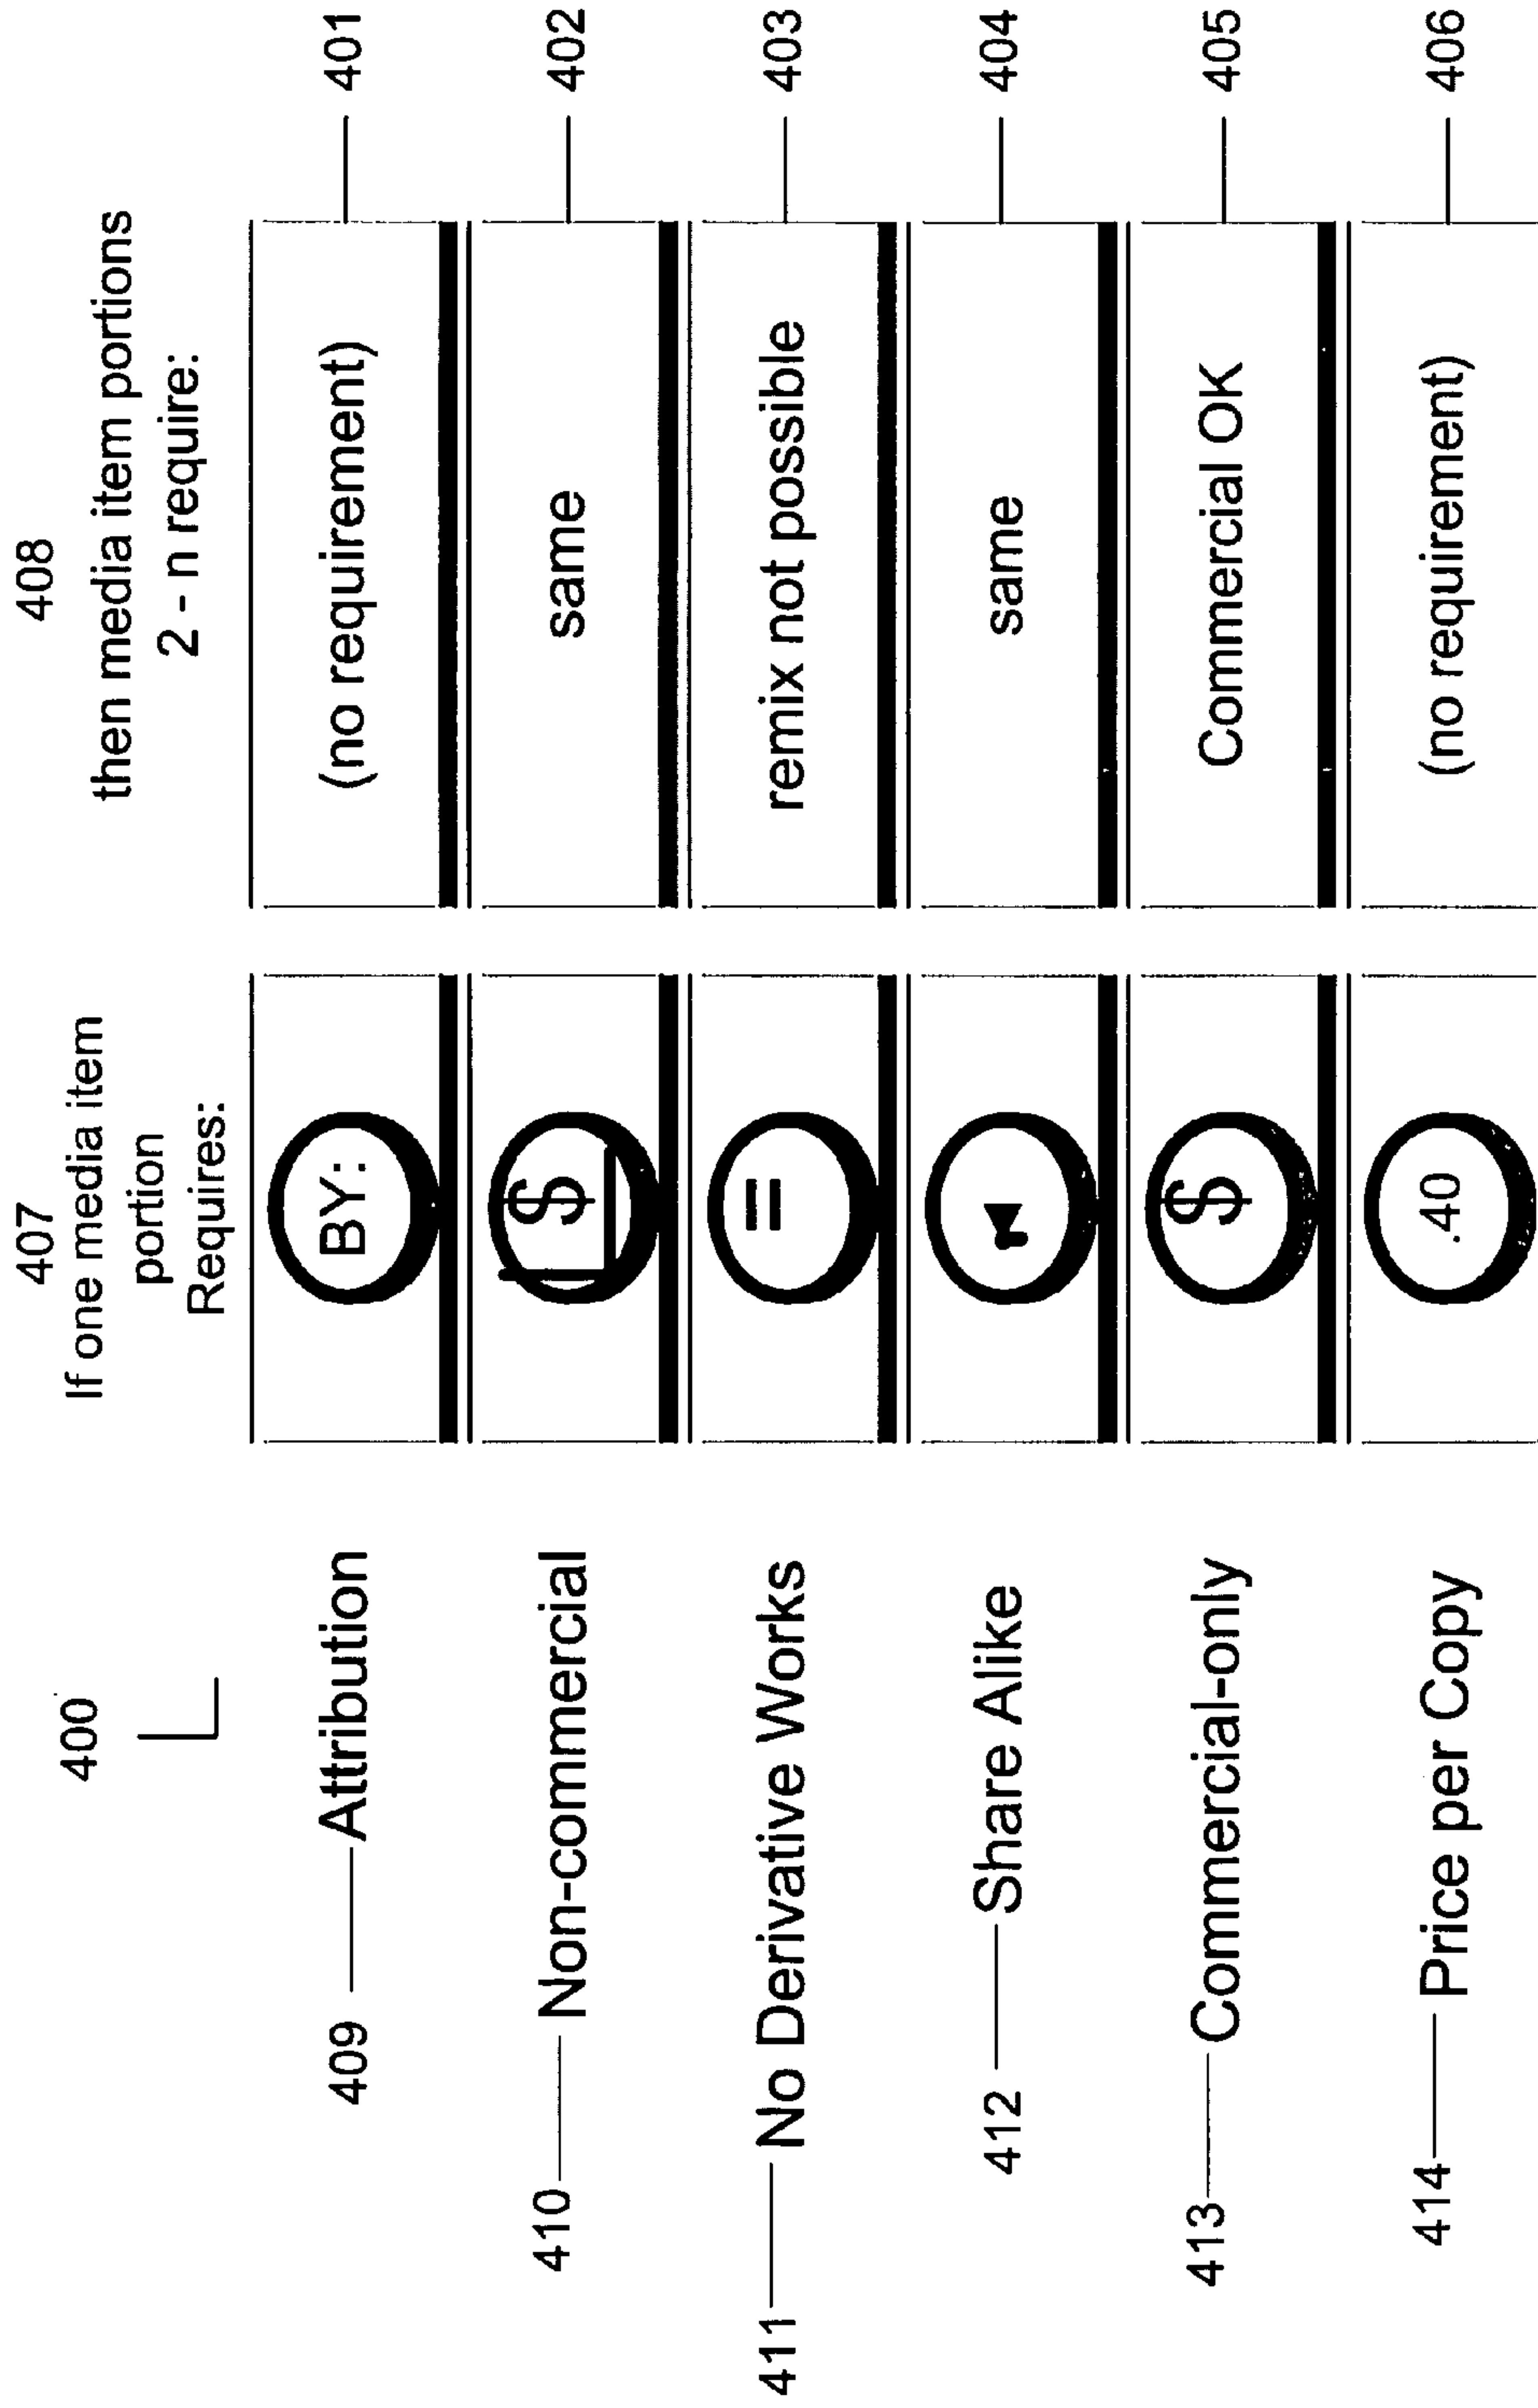 400
407
If one media item
portion
Requires:
408
then media item portions
2 - n require:
409 Attribution BY: (no requirement) 401
410 Non-commercial $ same 402
411 No Derivative Works = remix not possible 403
412 Share Alike same 404
413 Commercial-only $ Commercial OK 405
414 Price per Copy .40 (no requirement) 406